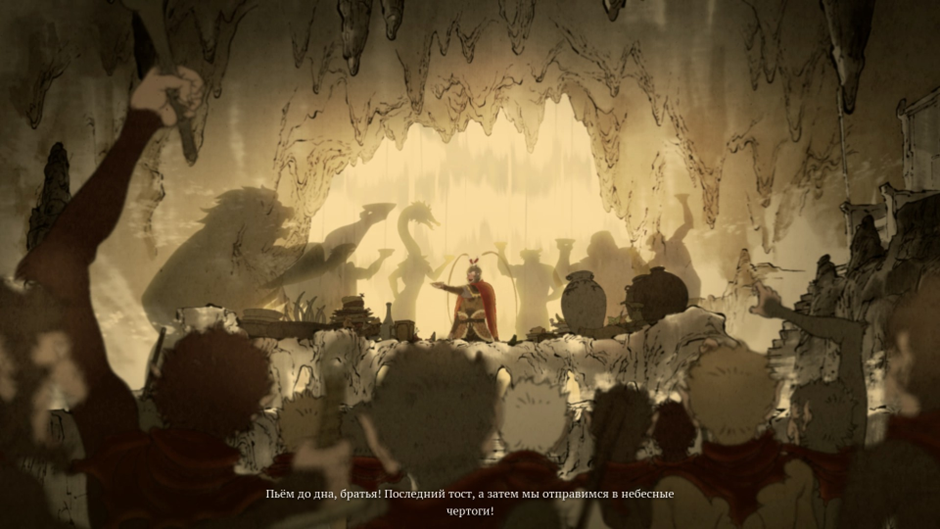 Пьём до дна, братья! Последний тост, а затем мы отправимся в небесные
чертоги!